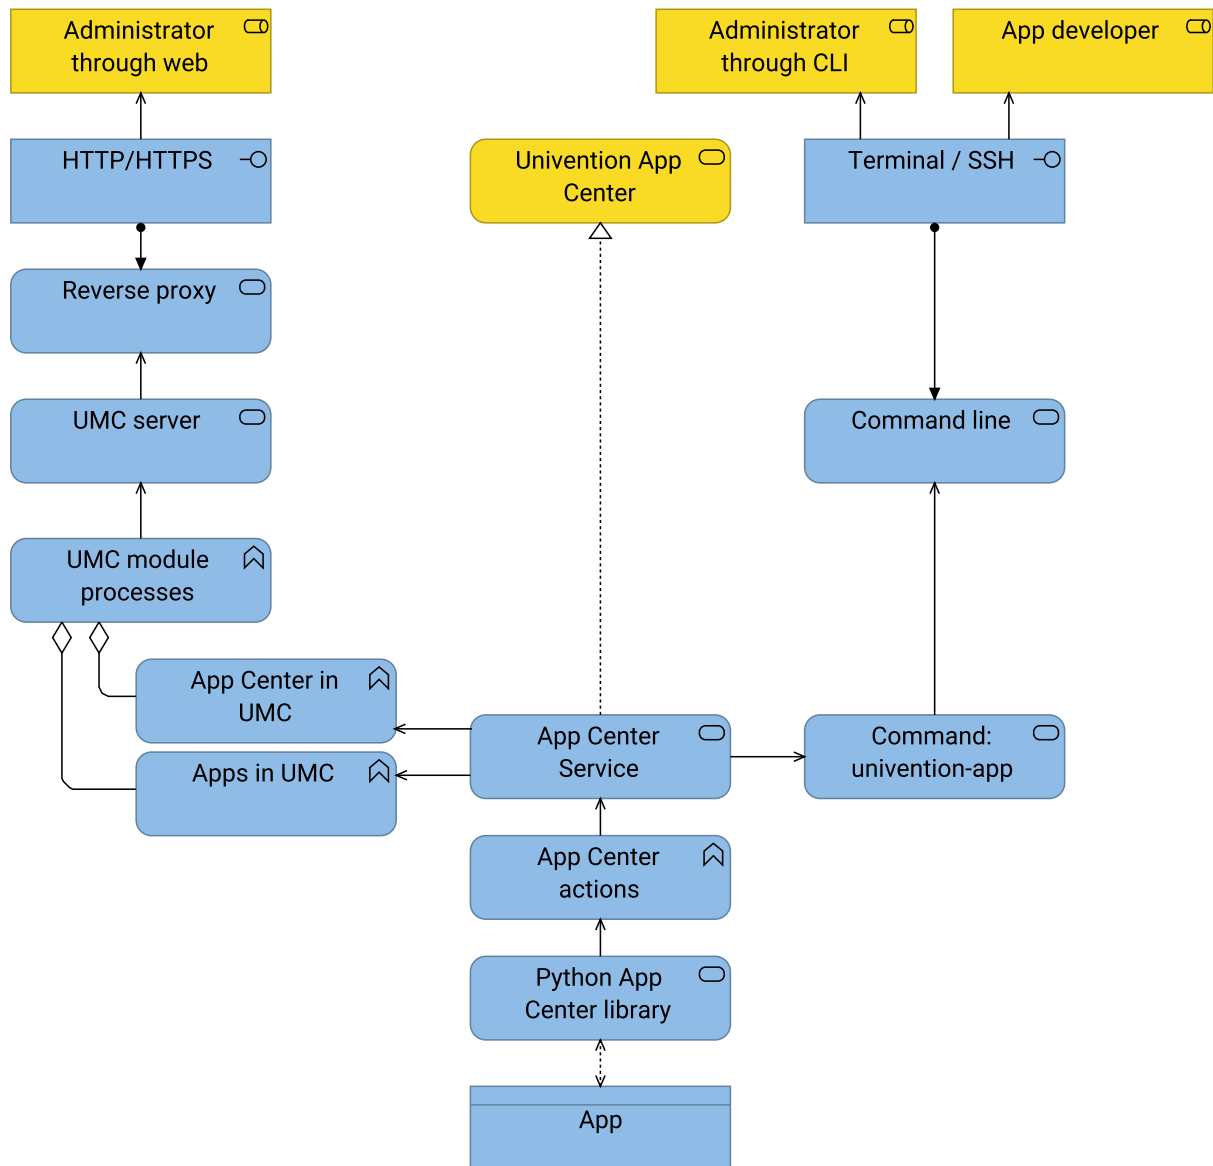 Administrator
through web
Administrator
through CLI
App developer
HTTP/HTTPS
Univention App
Center
Terminal / SSH
Reverse proxy
UMC server
Command line
UMC module
processes
App Center in
UMC
App Center
Service
Command:
univention-app
Apps in UMC
App Center
actions
Python App
Center library
App